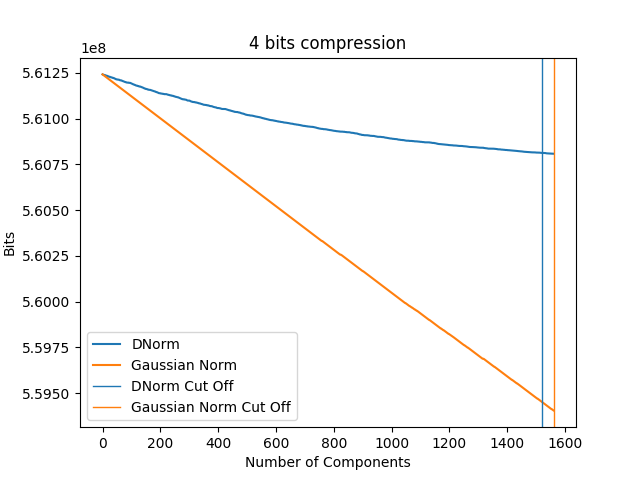 4 bits compression
1e8
5.6125
5.6100
5.6075
5.6050
5.6025
5.6000
5.5975
5.5950
Bits
DNorm
Gaussian Norm
DNorm Cut Off
Gaussian Norm Cut Off
0 200 400 600 800 1000 1200 1400 1600
Number of Components